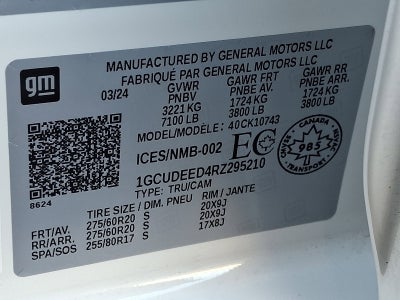 MANUFACTURED BY GENERAL MOTORS LLC
FABRIQUÉ PAR GENERAL MOTORS LLC
gm
03/24 GVWR PNBV GAWR FRT PNBE AV. GAWR RR PNBE ARR.
3221 KG 1724 KG 1724 KG
7100 LB 3800 LB 3800 LB
MODEL/MODÈLE: 40CK10743
ICES/NMB-002 EC
CANADA 985 TRANSPORT
1GCUDEED4RZ295210
TYPE: TRU/CAM
8624
TIRE SIZE / DIM. PNEU RIM / JANTE
FRT/AV. 275/60R20 S 20X9J
RR/ARR. 275/60R20 S 20X9J
SPA/SOS 255/80R17 S 17X8J